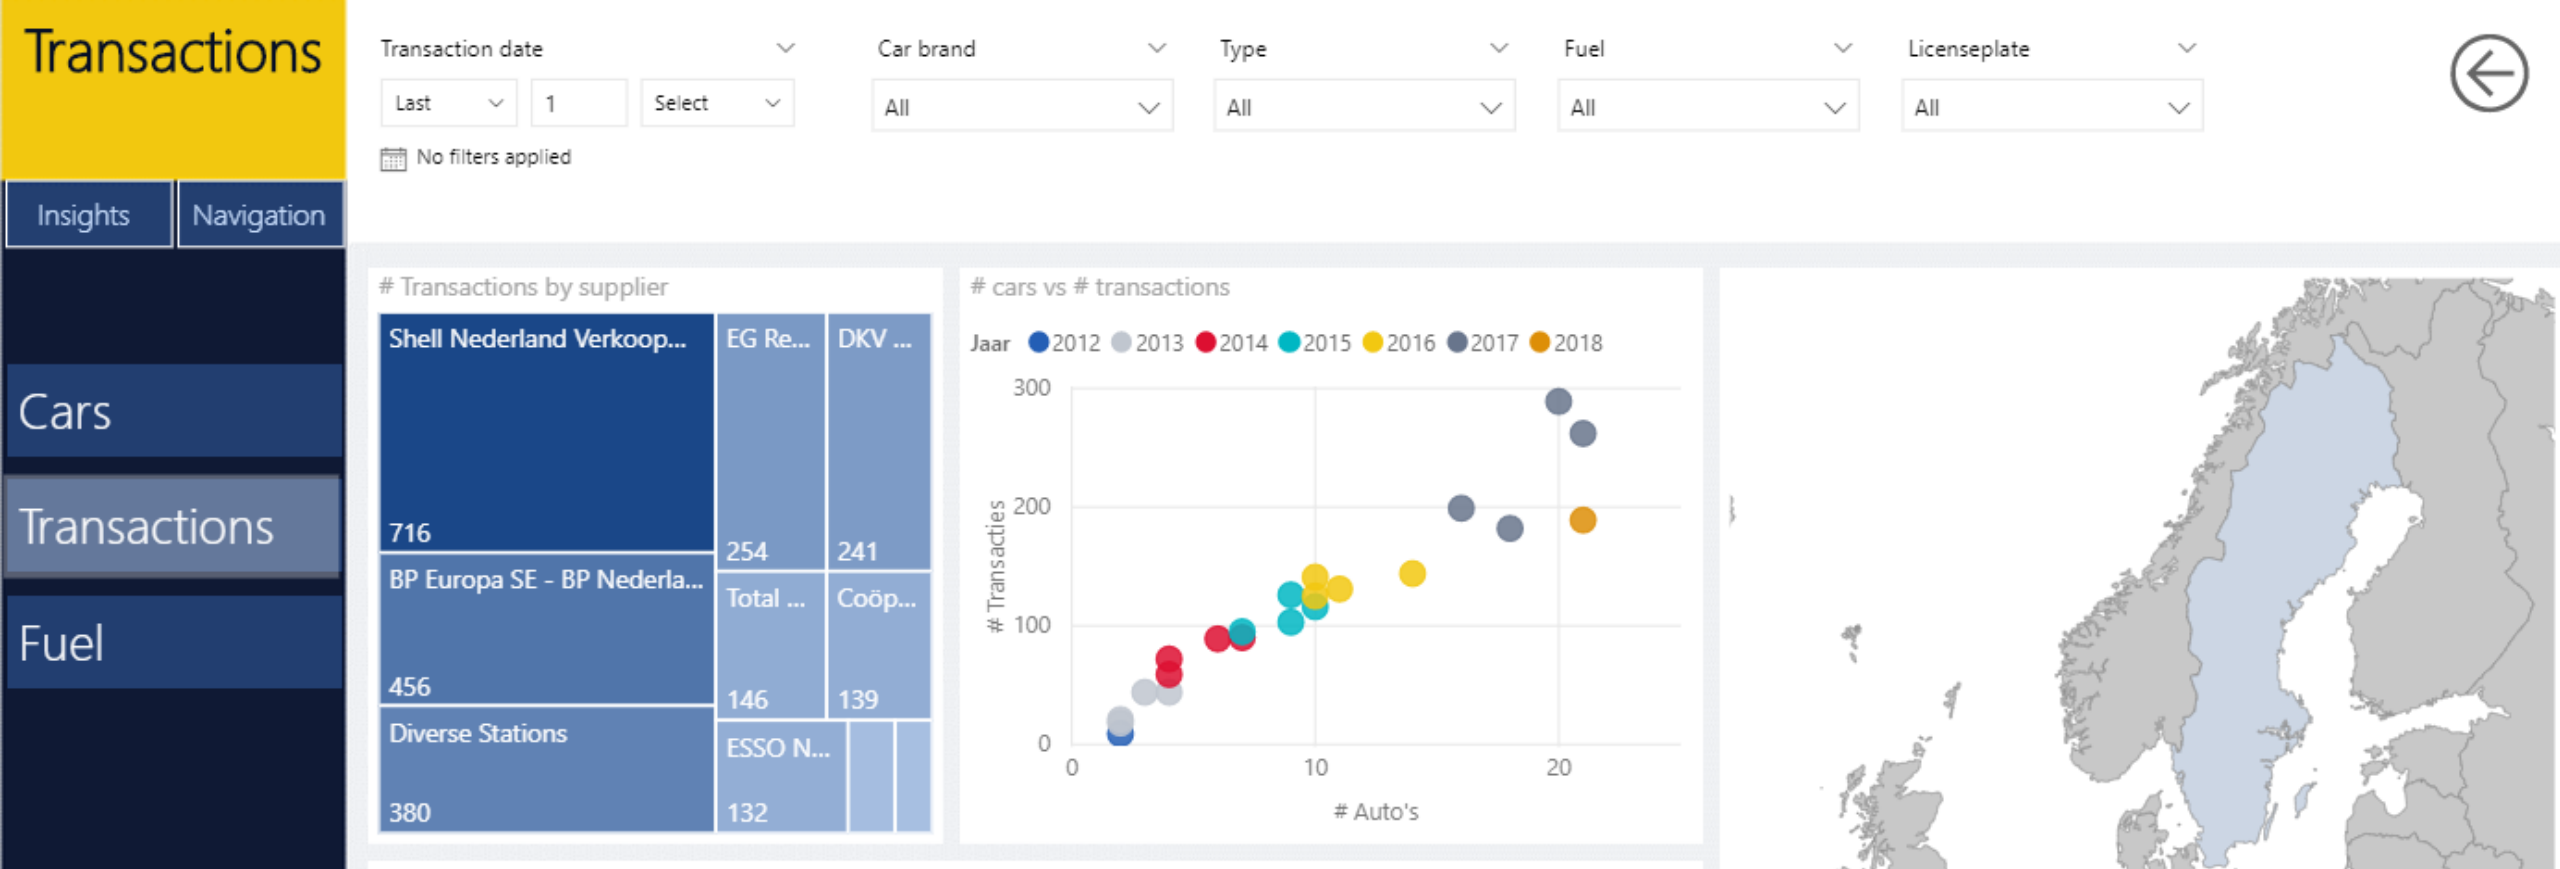 Transactions
Transaction date
Car brand
Type
Fuel
Licenseplate
Last
1
Select
All
All
All
All
No filters applied
Insights
Navigation
Cars
Transactions
Fuel
# Transactions by supplier
Shell Nederland Verkoop...
716
BP Europa SE - BP Nederla...
456
Diverse Stations
380
EG Re...
254
DKV ...
241
Total ...
146
Coöp...
139
ESSO N...
132
# cars vs # transactions
Jaar 2012 2013 2014 2015 2016 2017 2018
300
200
100
0
# Transacties
0 10 20
# Auto's